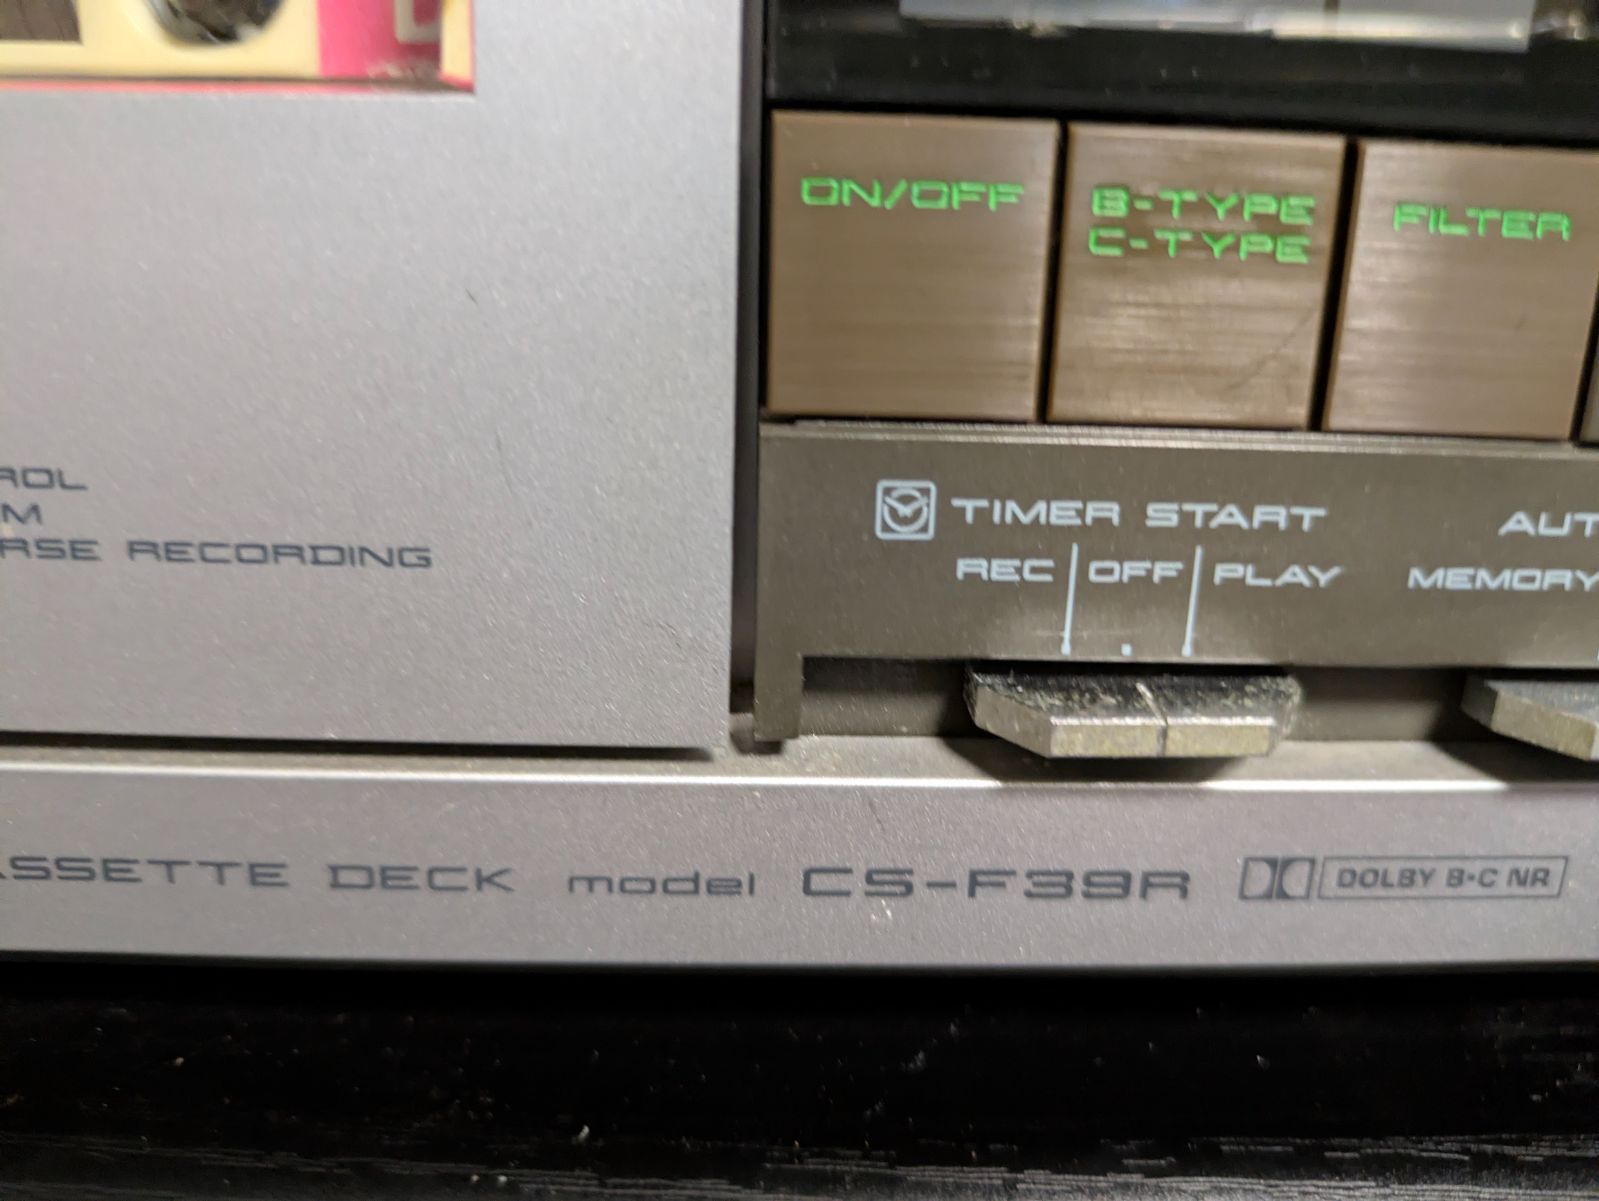 ON/OFF
B-TYPE
C-TYPE
FILTER
ROL
M
RSE RECORDING
TIMER START
REC OFF PLAY
AUT
MEMORY
ASSETTE DECK model CS-F39R DOLBY B·C NR